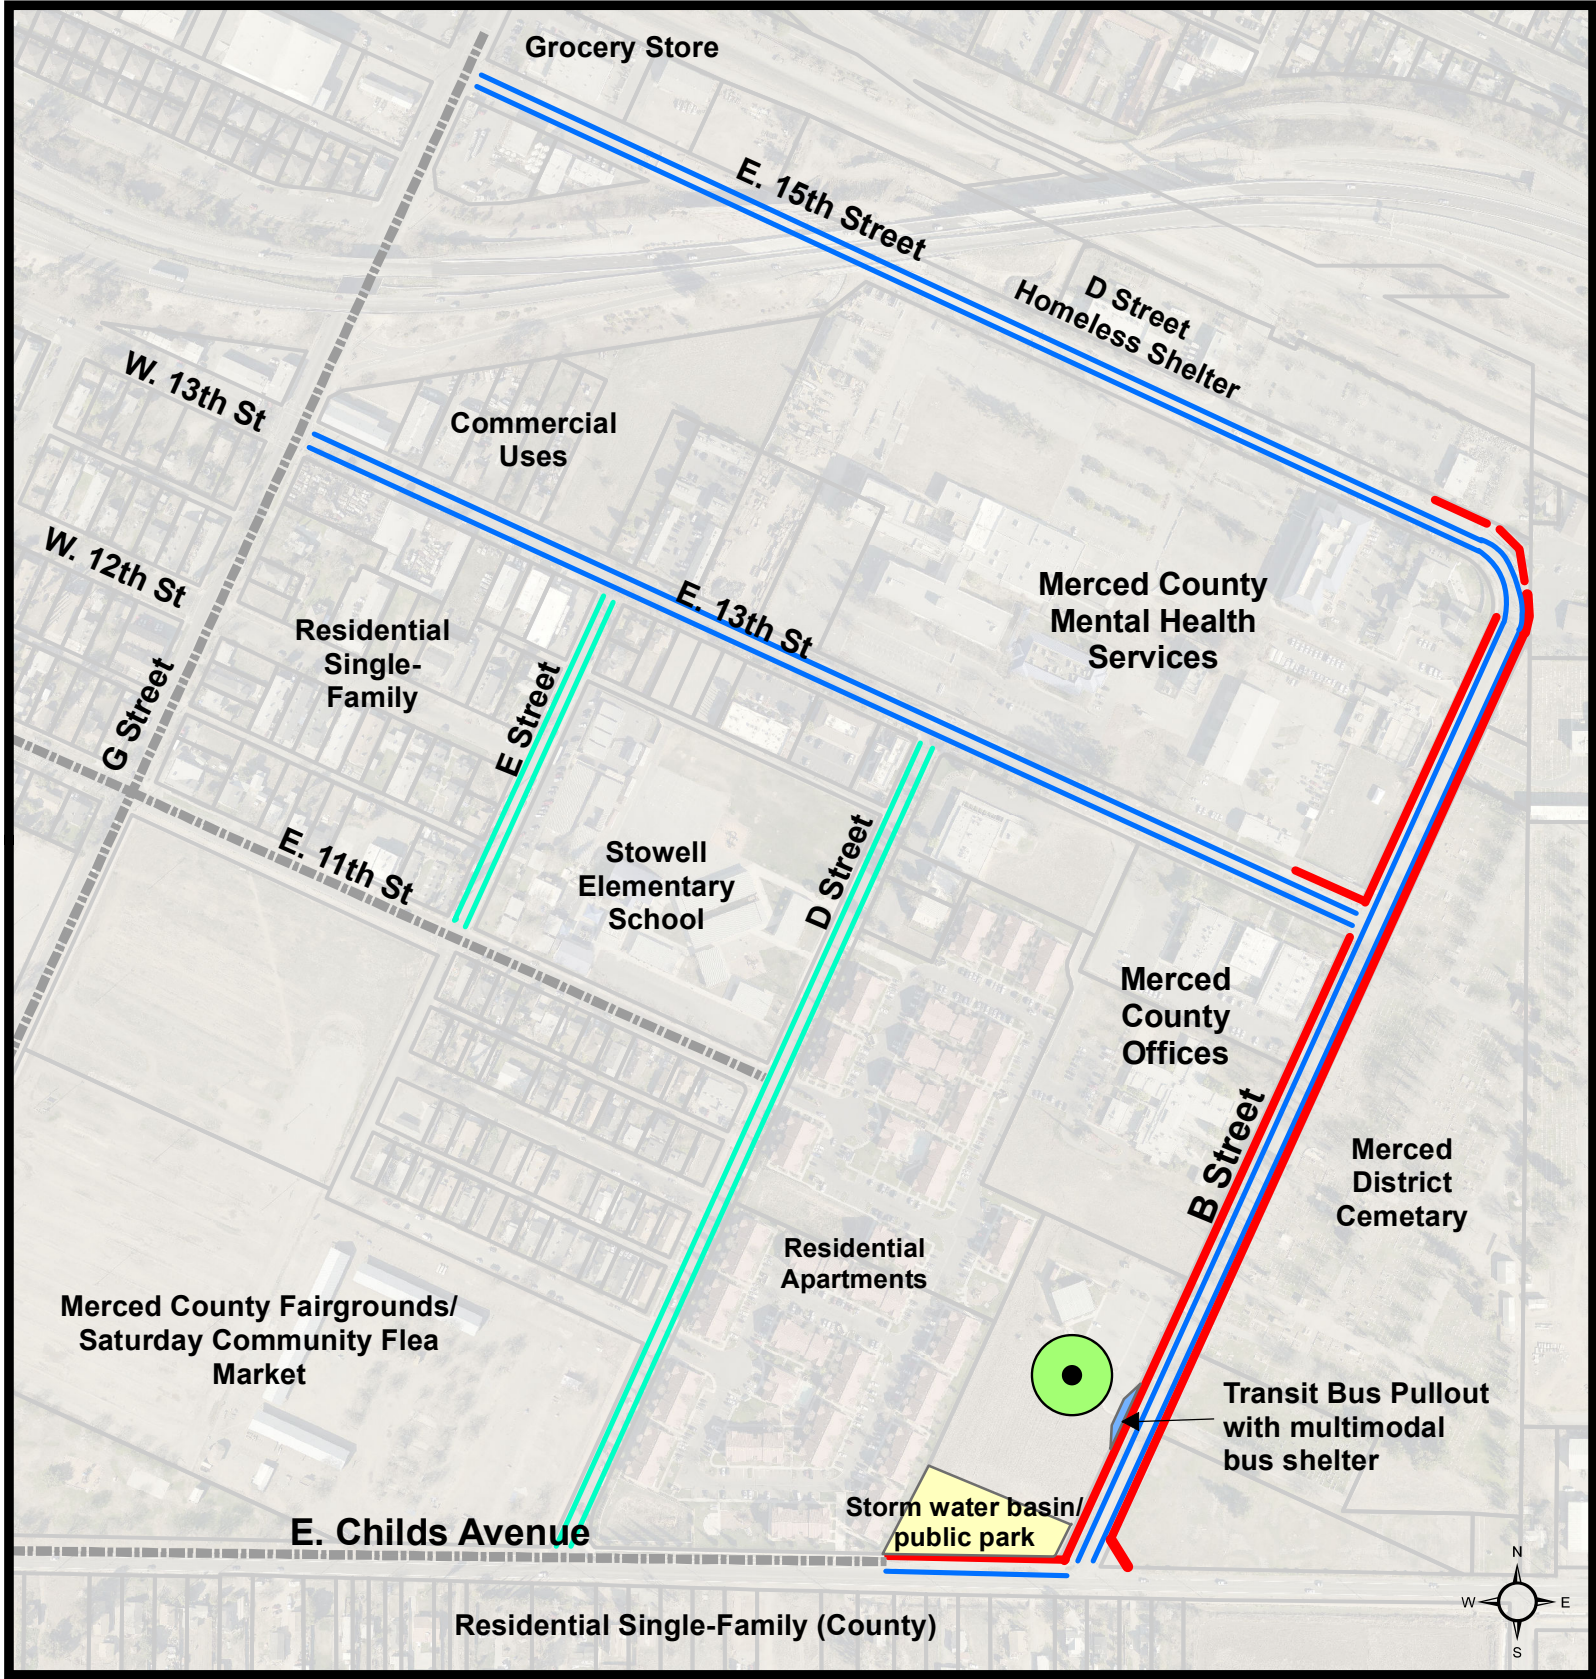 Grocery Store
E. 15th Street
D Street
Homeless Shelter
W. 13th St
Commercial
Uses
W. 12th St
E. 13th St
Merced County
Mental Health
Services
Residential
Single-
Family
G Street
E Street
E. 11th St
Stowell
Elementary
School
D Street
Merced
County
Offices
B Street
Merced
District
Cemetary
Residential
Apartments
Merced County Fairgrounds/
Saturday Community Flea
Market
Transit Bus Pullout
with multimodal
bus shelter
Storm water basin/
public park
E. Childs Avenue
Residential Single-Family (County)
N
W
E
S